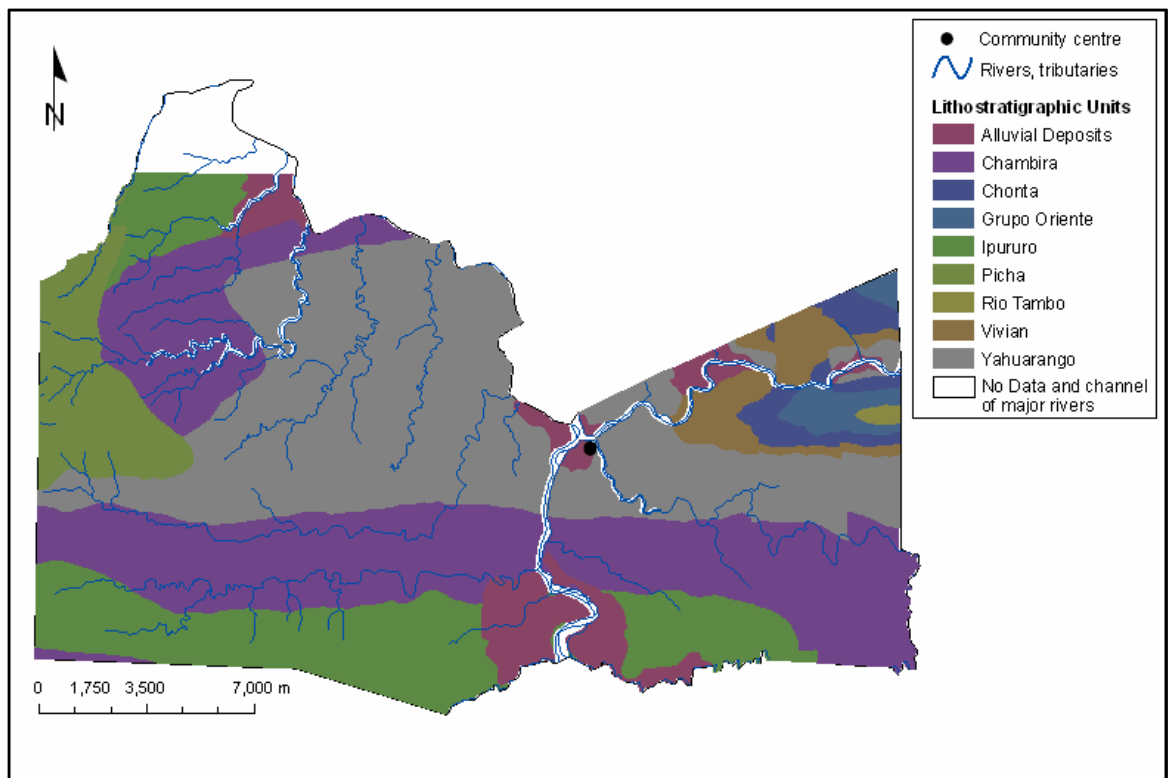 N
Community centre
Rivers, tributaries
Lithostratigraphic Units
Alluvial Deposits
Chambira
Chonta
Grupo Oriente
Ipururo
Picha
Rio Tambo
Vivian
Yahuarango
No Data and channel
of major rivers
0 1,750 3,500 7,000 m